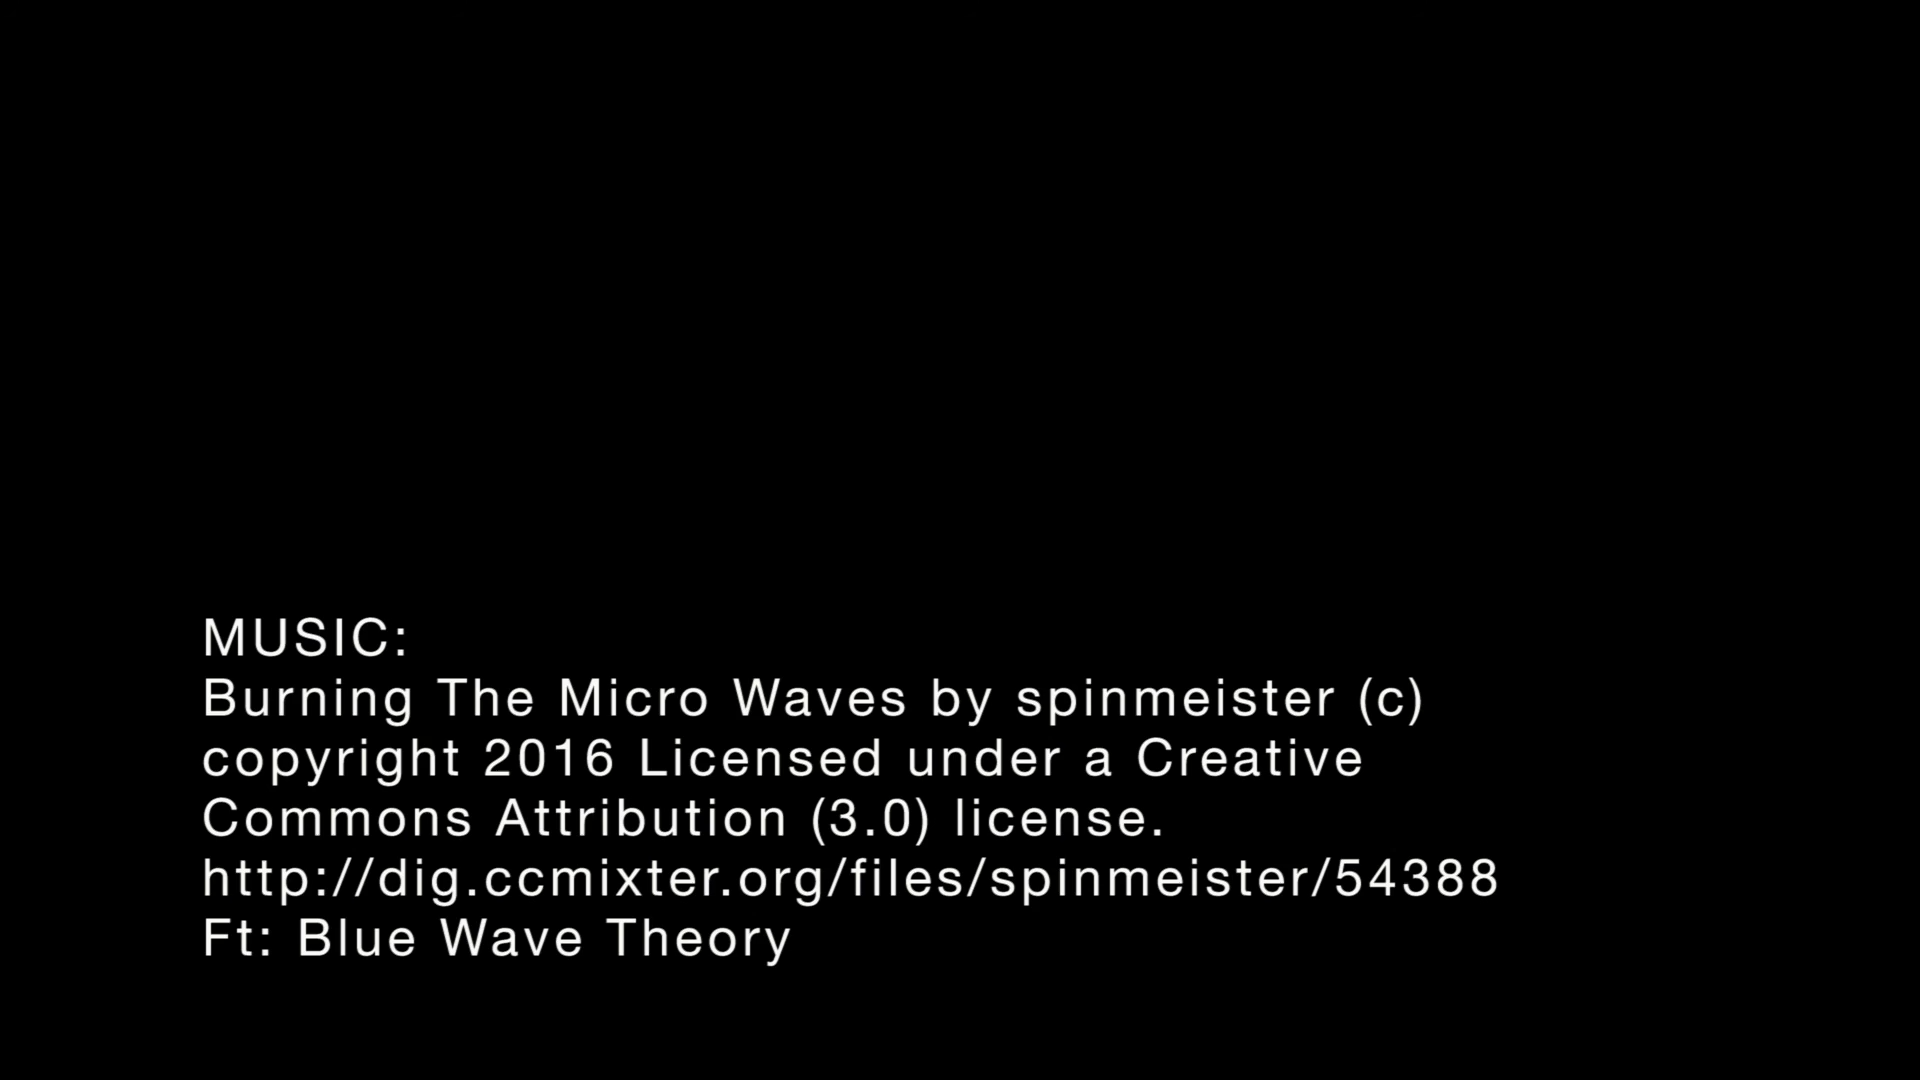 MUSIC:
Burning The Micro Waves by spinmeister (c)
copyright 2016 Licensed under a Creative
Commons Attribution (3.0) license.
http://dig.ccmixter.org/files/spinmeister/54388
Ft: Blue Wave Theory